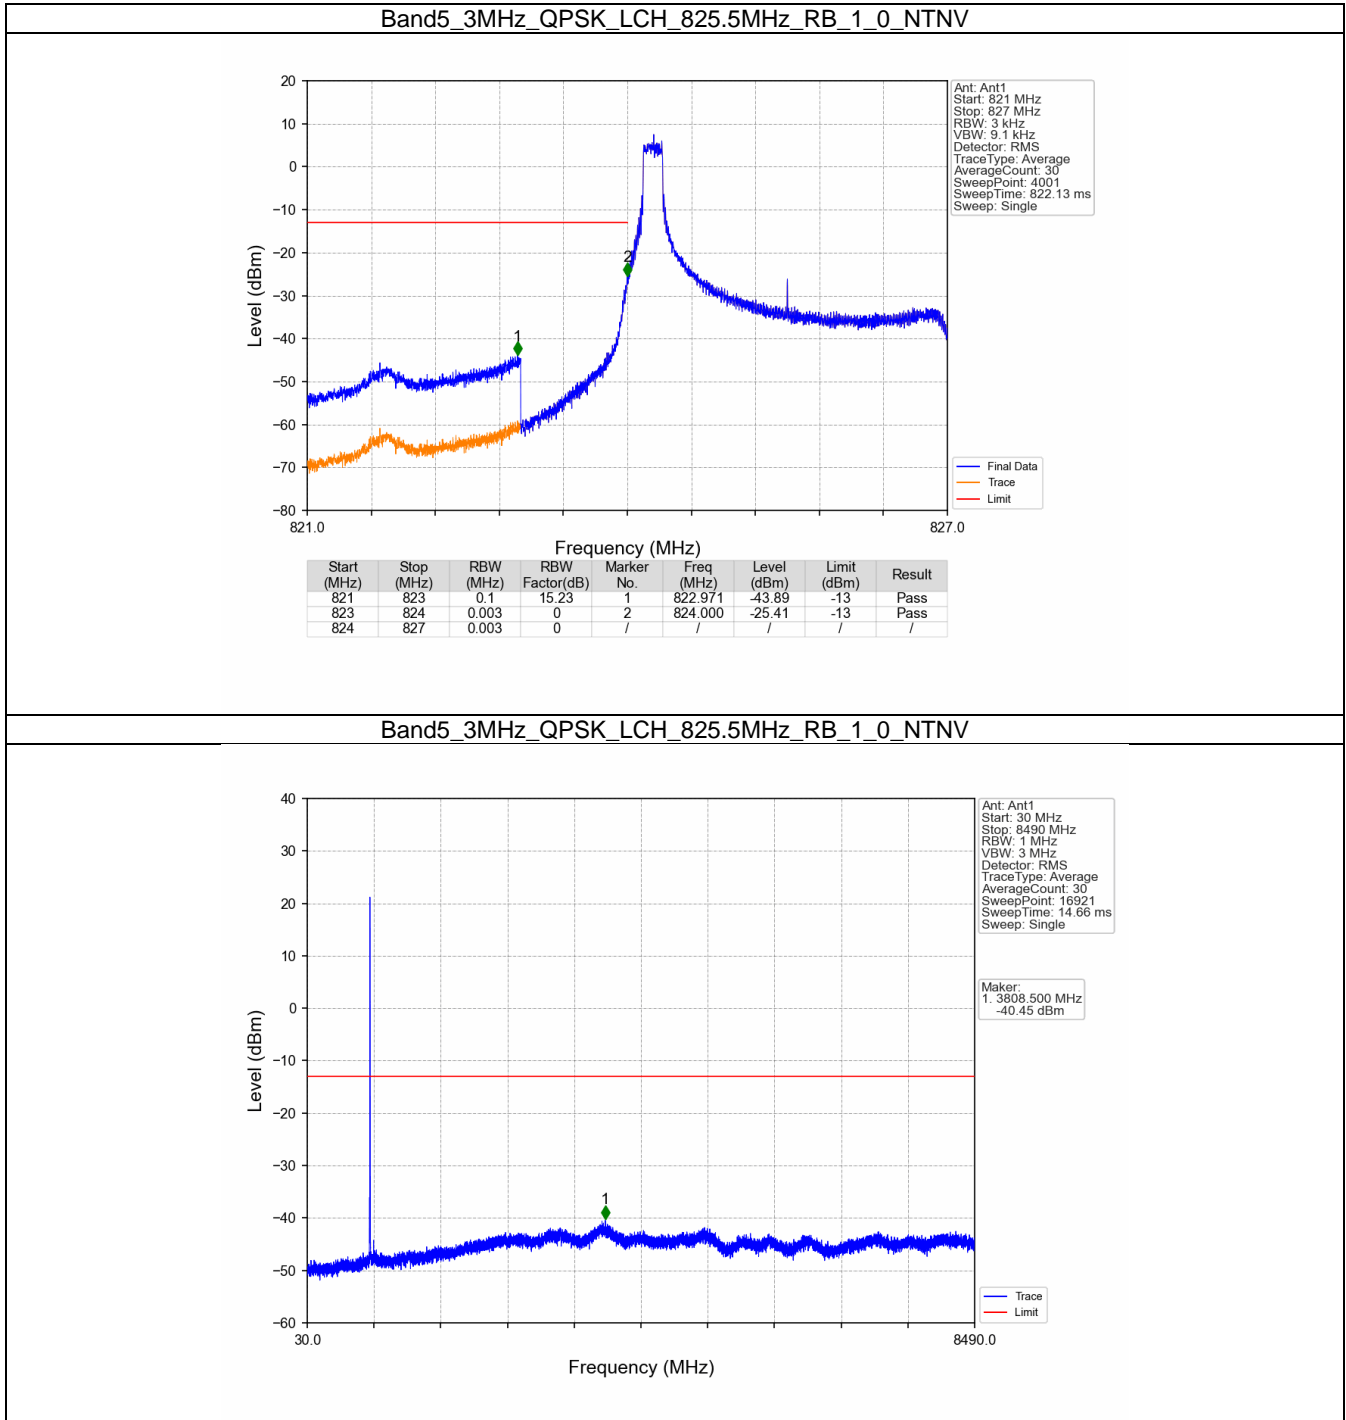 Band5_3MHz_QPSK_LCH_825.5MHz_RB_1_0_NTNV
20
10
0
−10
−20
−30
−40
−50
−60
−70
−80
Level (dBm)
1
2
821.0
827.0
Frequency (MHz)
Ant: Ant1
Start: 821 MHz
Stop: 827 MHz
RBW: 3 kHz
VBW: 9.1 kHz
Detector: RMS
TraceType: Average
AverageCount: 30
SweepPoint: 4001
SweepTime: 822.13 ms
Sweep: Single
Final Data
Trace
Limit
Start (MHz) Stop (MHz) RBW (MHz) RBW Factor(dB) Marker No. Freq (MHz) Level (dBm) Limit (dBm) Result
821 823 0.1 15.23 1 822.971 -43.89 -13 Pass
823 824 0.003 0 2 824.000 -25.41 -13 Pass
824 827 0.003 0 / / / / /
Band5_3MHz_QPSK_LCH_825.5MHz_RB_1_0_NTNV
40
30
20
10
0
−10
−20
−30
−40
−50
−60
Level (dBm)
1
30.0
8490.0
Frequency (MHz)
Ant: Ant1
Start: 30 MHz
Stop: 8490 MHz
RBW: 1 MHz
VBW: 3 MHz
Detector: RMS
TraceType: Average
AverageCount: 30
SweepPoint: 16921
SweepTime: 14.66 ms
Sweep: Single
Maker:
1. 3808.500 MHz
-40.45 dBm
Trace
Limit